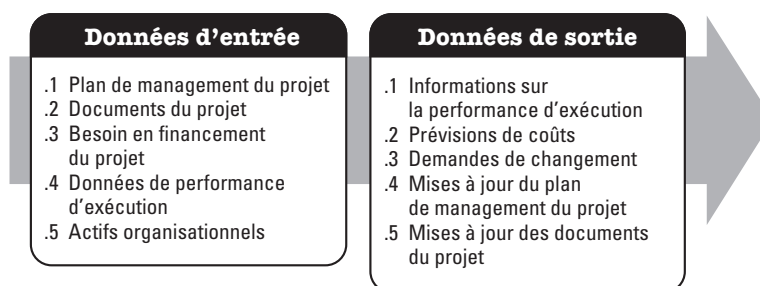 Données d’entrée
.1 Plan de management du projet
.2 Documents du projet
.3 Besoin en financement
du projet
.4 Données de performance
d’exécution
.5 Actifs organisationnels
Données de sortie
.1 Informations sur
la performance d’exécution
.2 Prévisions de coûts
.3 Demandes de changement
.4 Mises à jour du plan
de management du projet
.5 Mises à jour des documents
du projet